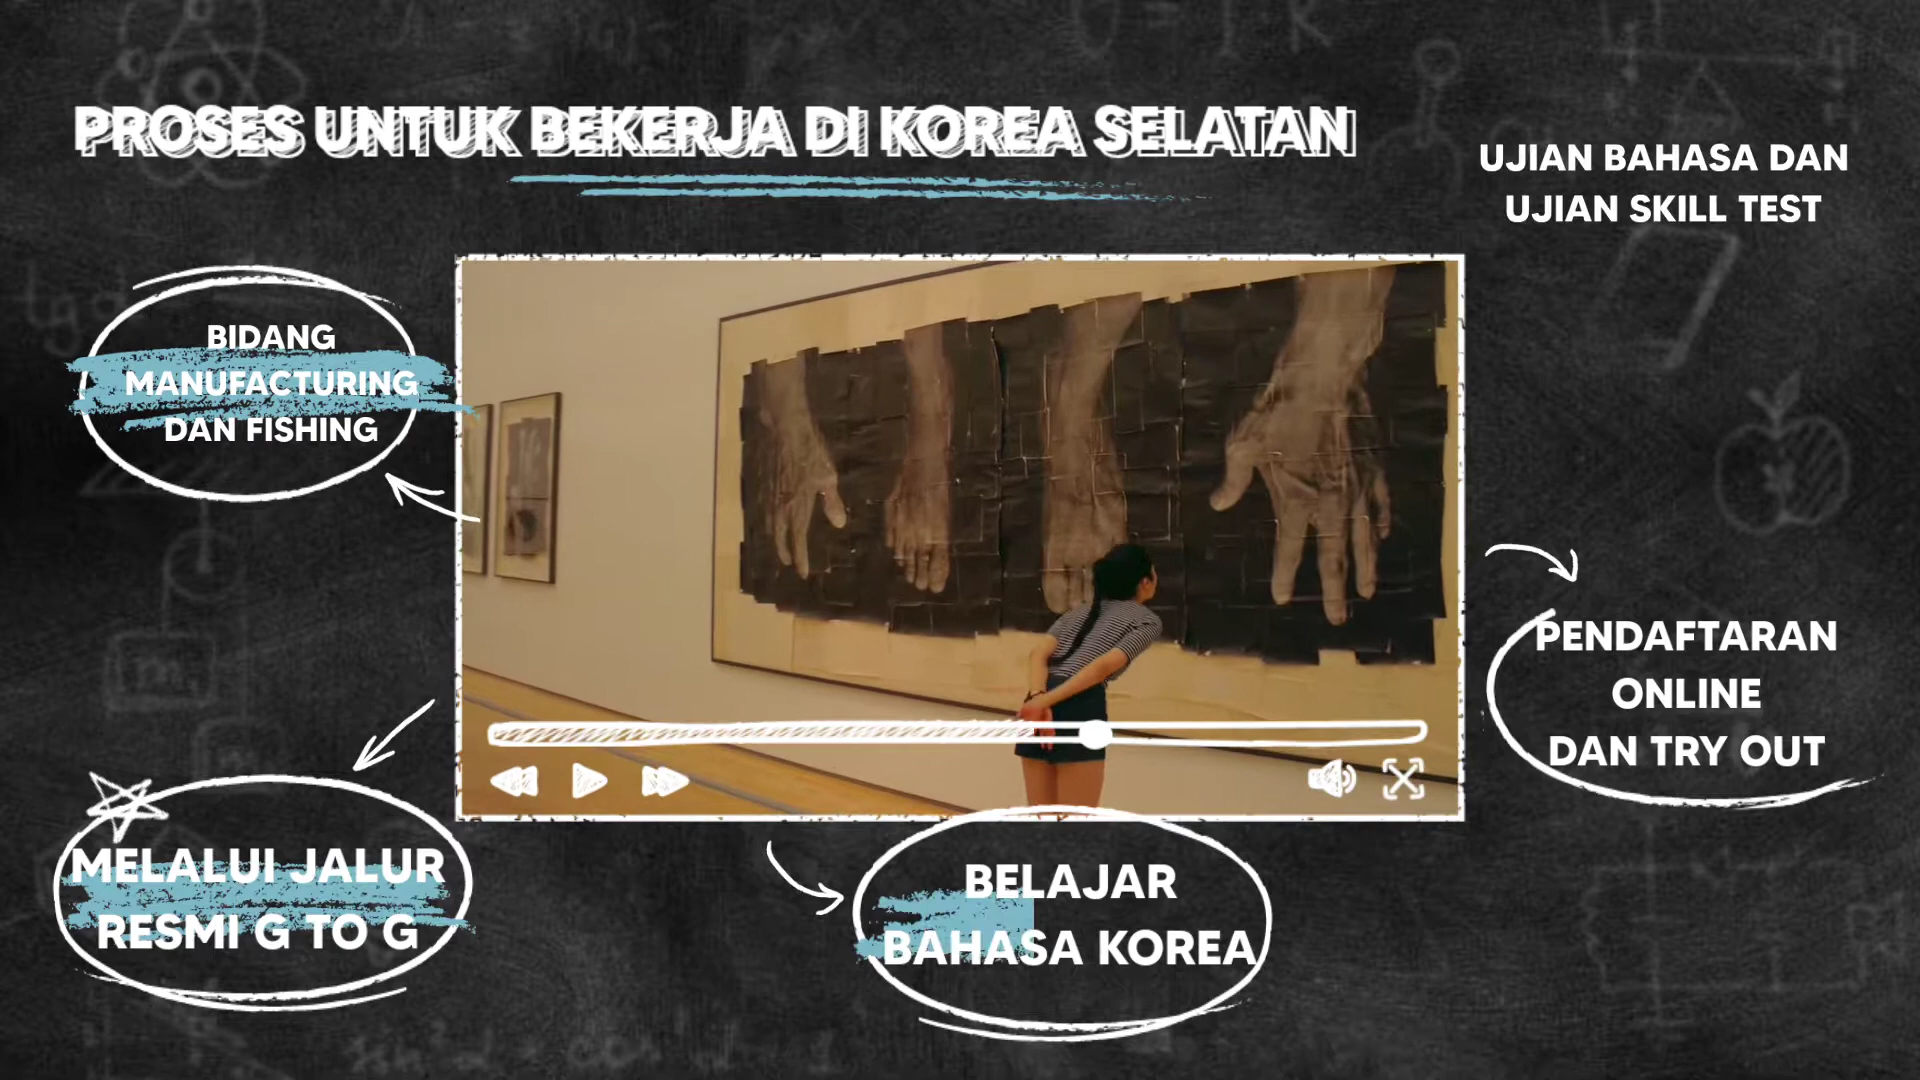 PROSES UNTUK BEKERJA DI KOREA SELATAN
UJIAN BAHASA DAN
UJIAN SKILL TEST
BIDANG
MANUFACTURING
DAN FISHING
PENDAFTARAN
ONLINE
DAN TRY OUT
MELALUI JALUR
RESMI G TO G
BELAJAR
BAHASA KOREA